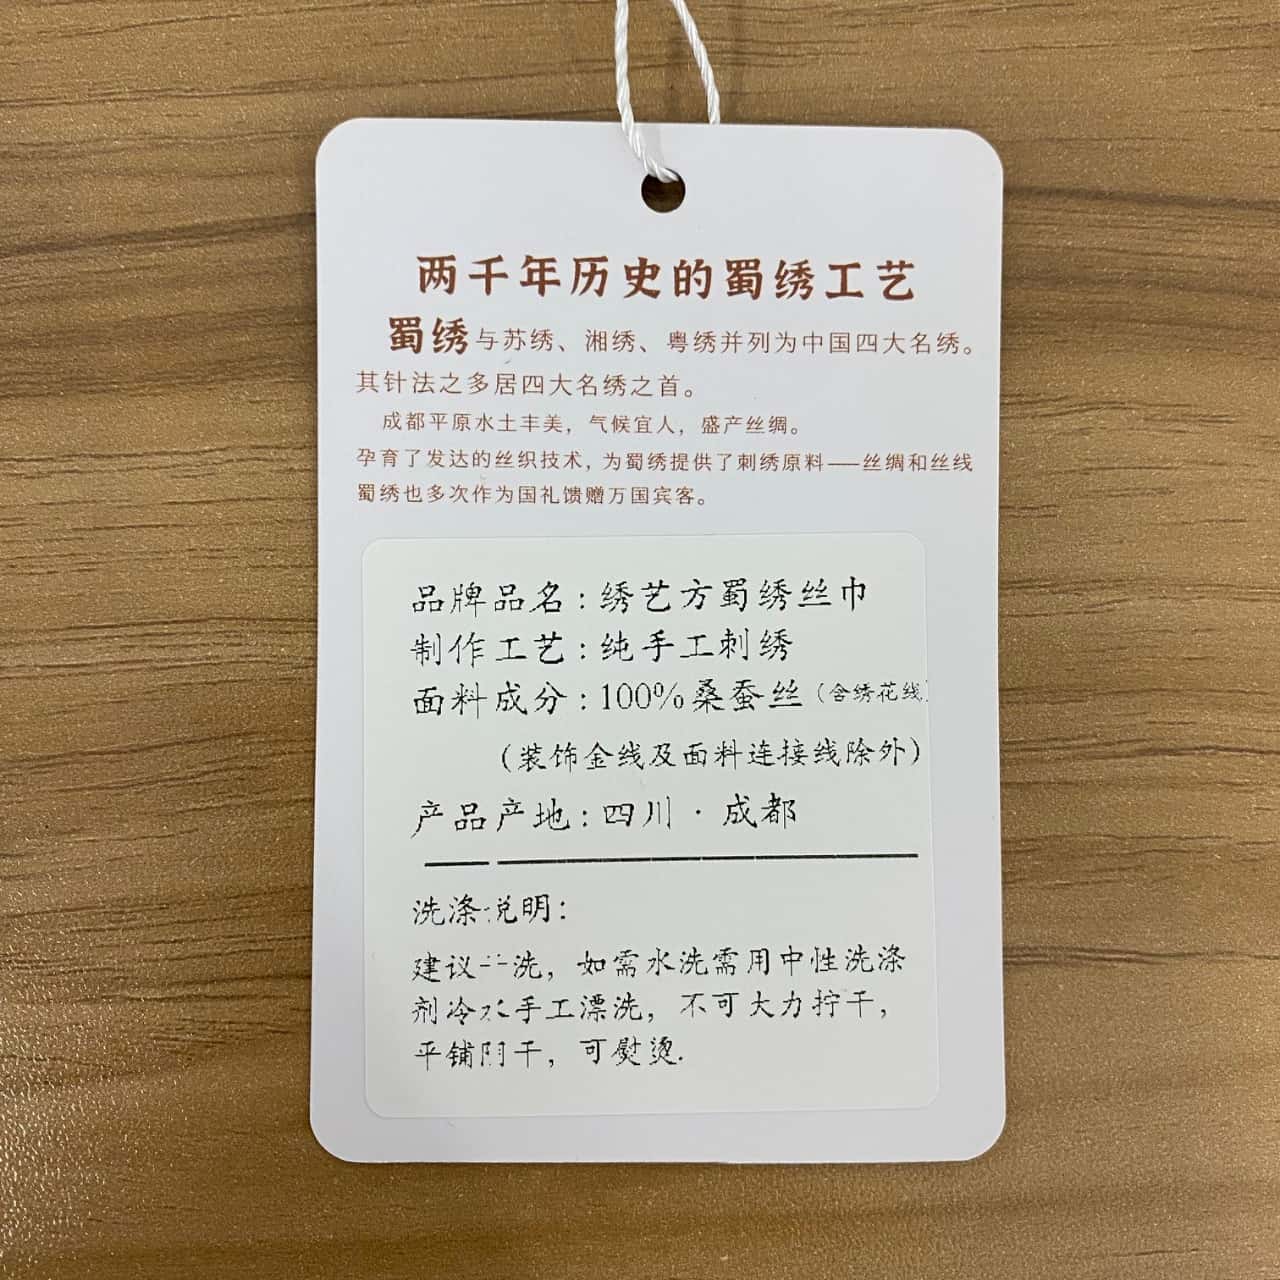 两千年历史的蜀绣工艺
蜀绣与苏绣、湘绣、粤绣并列为中国四大名绣。
其针法之多居四大名绣之首。
成都平原水土丰美，气候宜人，盛产丝绸。
孕育了发达的丝织技术，为蜀绣提供了刺绣原料——丝绸和丝线
蜀绣也多次作为国礼馈赠万国宾客。
品牌品名：绣艺方蜀绣丝巾
制作工艺：纯手工刺绣
面料成分：100%桑蚕丝（含绣花线）
（装饰金线及面料连接线除外）
产品产地：四川·成都
洗涤说明：
建议干洗，如需水洗需用中性洗涤
剂冷水手工漂洗，不可大力拧干，
平铺阴干，可熨烫.